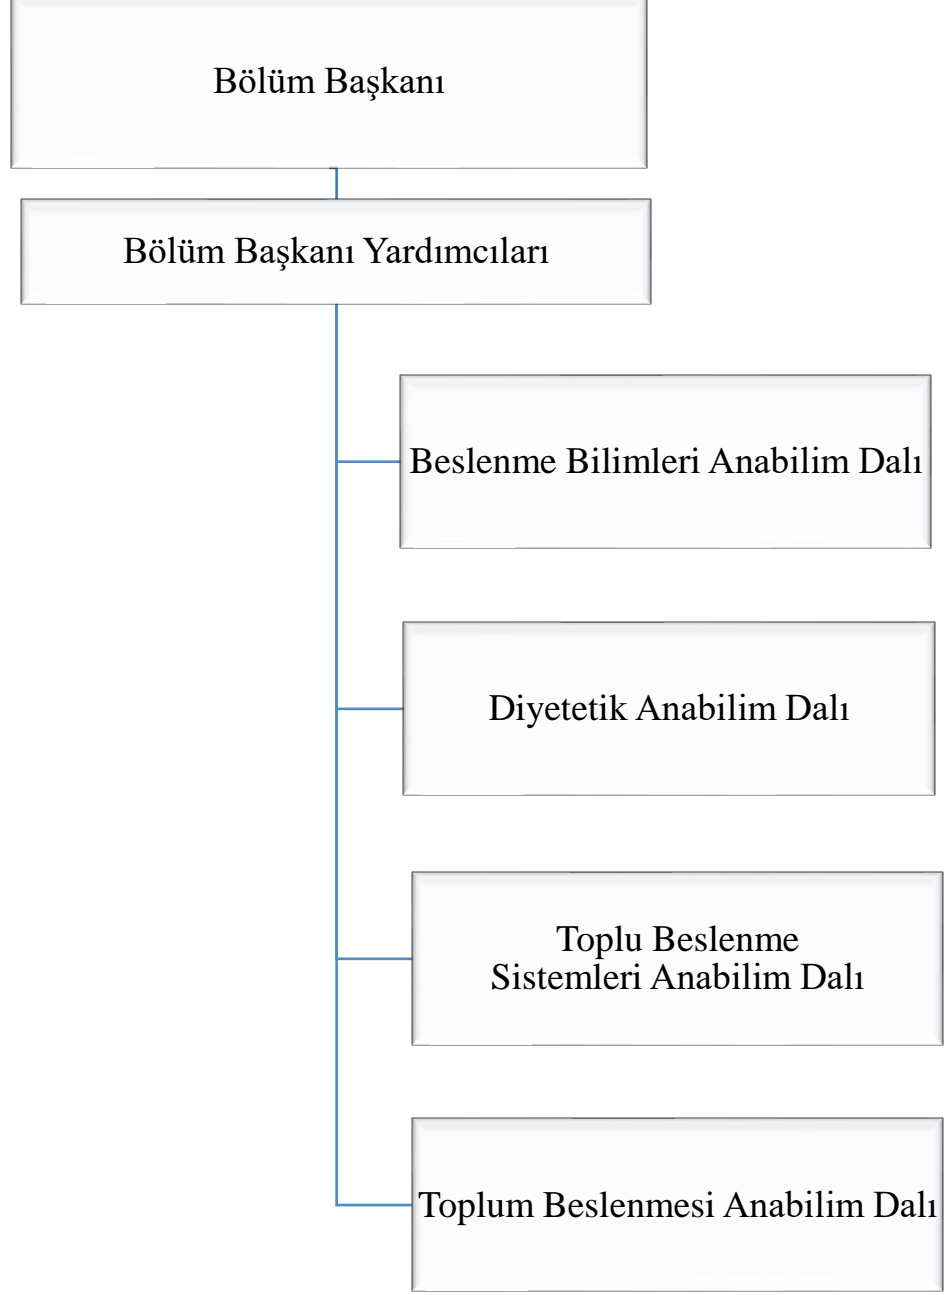 Bölüm Başkanı
Bölüm Başkanı Yardımcıları
Beslenme Bilimleri Anabilim Dalı
Diyetetik Anabilim Dalı
Toplu Beslenme
Sistemleri Anabilim Dalı
Toplum Beslenmesi Anabilim Dalı